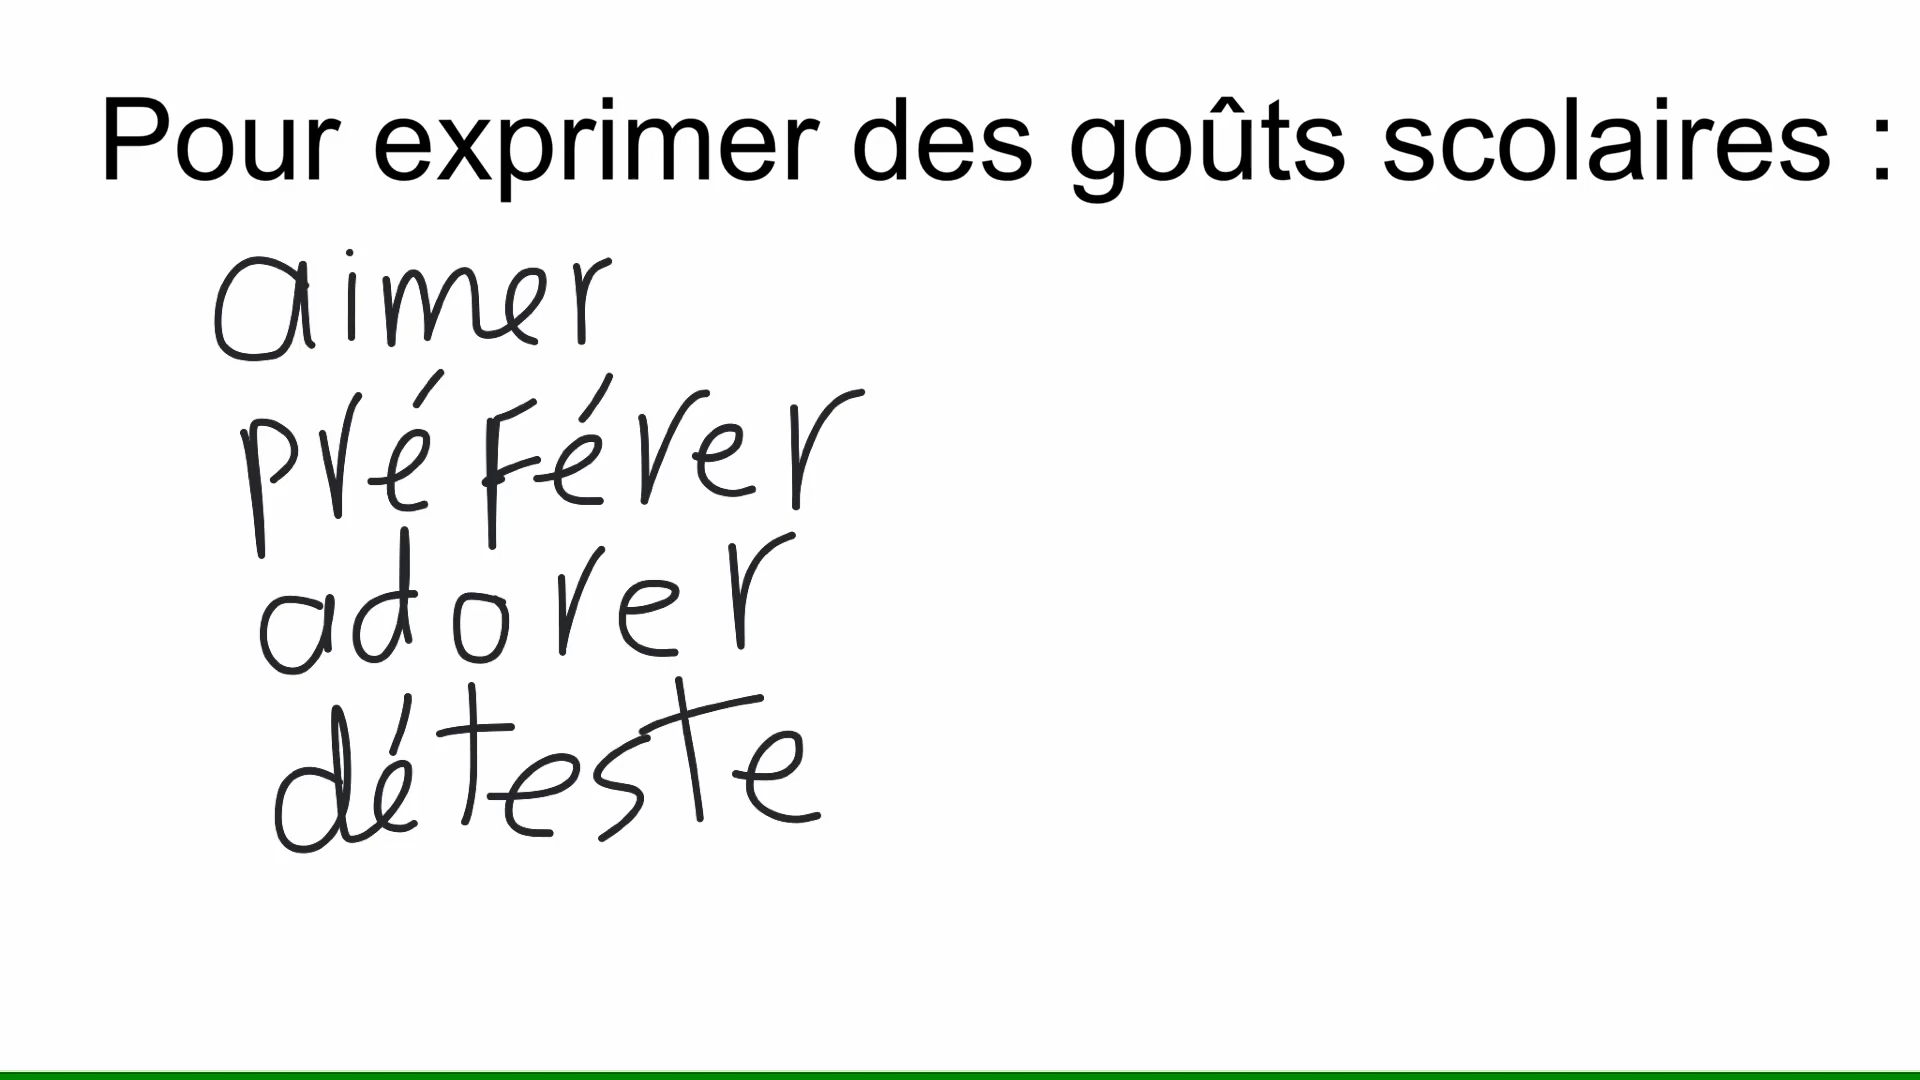 Pour exprimer des goûts scolaires :
aimer
préférer
adorer
déteste